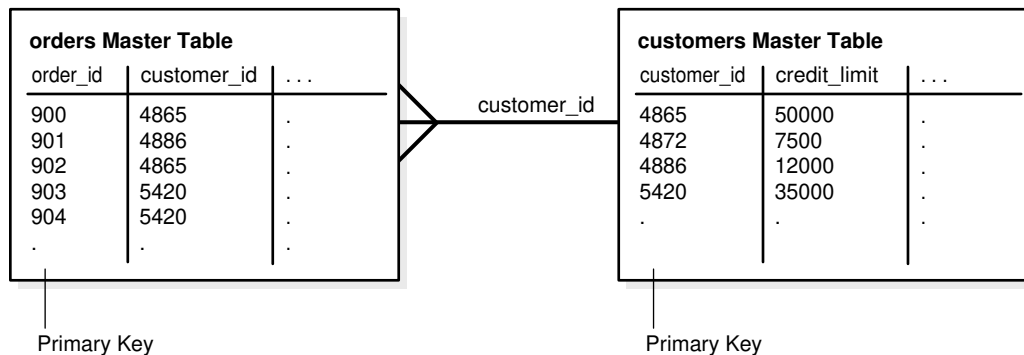 orders Master Table
order_id customer_id . . .
900 4865 .
901 4886 .
902 4865 .
903 5420 .
904 5420 .
. . .
Primary Key
customer_id
customers Master Table
customer_id credit_limit . . .
4865 50000 .
4872 7500 .
4886 12000 .
5420 35000 .
. . .
Primary Key